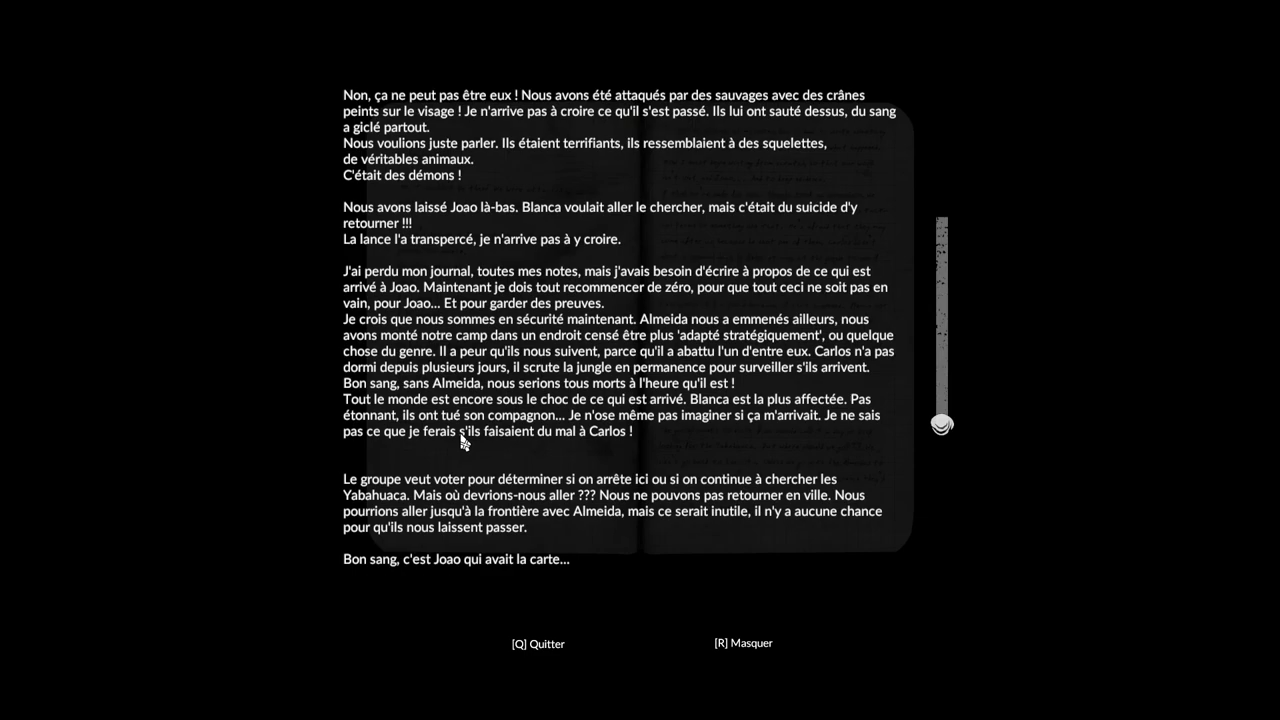 Non, ça ne peut pas être eux ! Nous avons été attaqués par des sauvages avec des crânes
peints sur le visage ! Je n'arrive pas à croire ce qu'il s'est passé. Ils lui ont sauté dessus, du sang
a giclé partout.
Nous voulions juste parler. Ils étaient terrifiants, ils ressemblaient à des squelettes,
de véritables animaux.
C'était des démons !
Nous avons laissé Joao là-bas. Blanca voulait aller le chercher, mais c'était du suicide d'y
retourner !!!
La lance l'a transpercé, je n'arrive pas à y croire.
J'ai perdu mon journal, toutes mes notes, mais j'avais besoin d'écrire à propos de ce qui est
arrivé à Joao. Maintenant je dois tout recommencer de zéro, pour que tout ceci ne soit pas en
vain, pour Joao... Et pour garder des preuves.
Je crois que nous sommes en sécurité maintenant. Almeida nous a emmenés ailleurs, nous
avons monté notre camp dans un endroit censé être plus 'adapté stratégiquement', ou quelque
chose du genre. Il a peur qu'ils nous suivent, parce qu'il a abattu l'un d'entre eux. Carlos n'a pas
dormi depuis plusieurs jours, il scrute la jungle en permanence pour surveiller s'ils arrivent.
Bon sang, sans Almeida, nous serions tous morts à l'heure qu'il est !
Tout le monde est encore sous le choc de ce qui est arrivé. Blanca est la plus affectée. Pas
étonnant, ils ont tué son compagnon... Je n'ose même pas imaginer si ça m'arrivait. Je ne sais
pas ce que je ferais s'ils faisaient du mal à Carlos !
Le groupe veut voter pour déterminer si on arrête ici ou si on continue à chercher les
Yabahuaca. Mais où devrions-nous aller ??? Nous ne pouvons pas retourner en ville. Nous
pourrions aller jusqu'à la frontière avec Almeida, mais ce serait inutile, il n'y a aucune chance
pour qu'ils nous laissent passer.
Bon sang, c'est Joao qui avait la carte...
[Q] Quitter
[R] Masquer